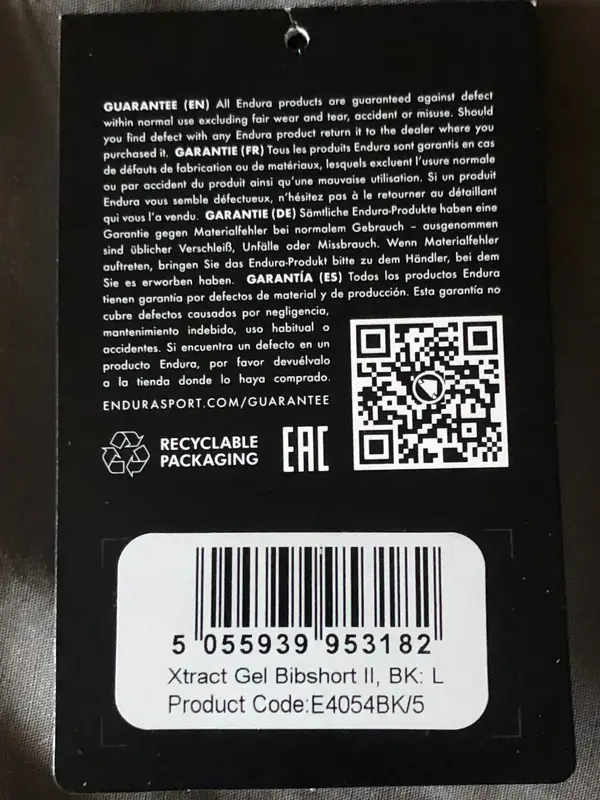 GUARANTEE (EN) All Endura products are guaranteed against defect
within normal use excluding fair wear and tear, accident or misuse. Should
you find defect with any Endura product return it to the dealer where you
purchased it. GARANTIE (FR) Tous les produits Endura sont garantis en cas
de défauts de fabrication ou de matériaux, lesquels excluent l'usure normale
ou par accident du produit ainsi qu'une mauvaise utilisation. Si un produit
Endura vous semble défectueux, n'hésitez pas à le retourner au détaillant
qui vous l'a vendu. GARANTIE (DE) Sämtliche Endura-Produkte haben eine
Garantie gegen Materialfehler bei normalem Gebrauch – ausgenommen
sind üblicher Verschleiß, Unfälle oder Missbrauch. Wenn Materialfehler
auftreten, bringen Sie das Endura-Produkt bitte zu dem Händler, bei dem
Sie es erworben haben. GARANTÍA (ES) Todos los productos Endura
tienen garantía por defectos de material y de producción. Esta garantía no
cubre defectos causados por negligencia,
mantenimiento indebido, uso habitual o
accidentes. Si encuentra un defecto en un
producto Endura, por favor devuélvalo
a la tienda donde lo haya comprado.
ENDURASPORT.COM/GUARANTEE
RECYCLABLE
PACKAGING
EAC
5 055939 953182
Xtract Gel Bibshort II, BK: L
Product Code:E4054BK/5